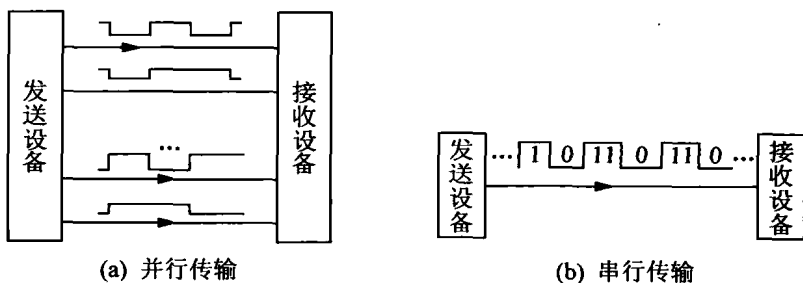 发送设备
接收设备
...
(a) 并行传输
发送设备
... 1 0 11 0 11 0 ...
接收设备
(b) 串行传输